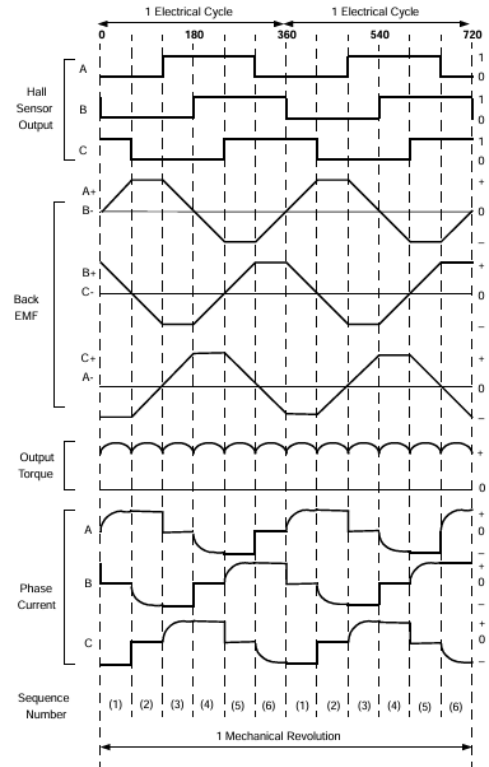 1 Electrical Cycle 1 Electrical Cycle
0 180 360 540 720
Hall
Sensor
Output
A 1
0
B 1
0
C 1
0
Back
EMF
A+ +
B- 0
–
B+ +
C- 0
–
C+ +
A- 0
–
Output
Torque
+
0
Phase
Current
A +
0
–
B +
0
–
C +
0
–
Sequence
Number
(1) (2) (3) (4) (5) (6) (1) (2) (3) (4) (5) (6)
1 Mechanical Revolution